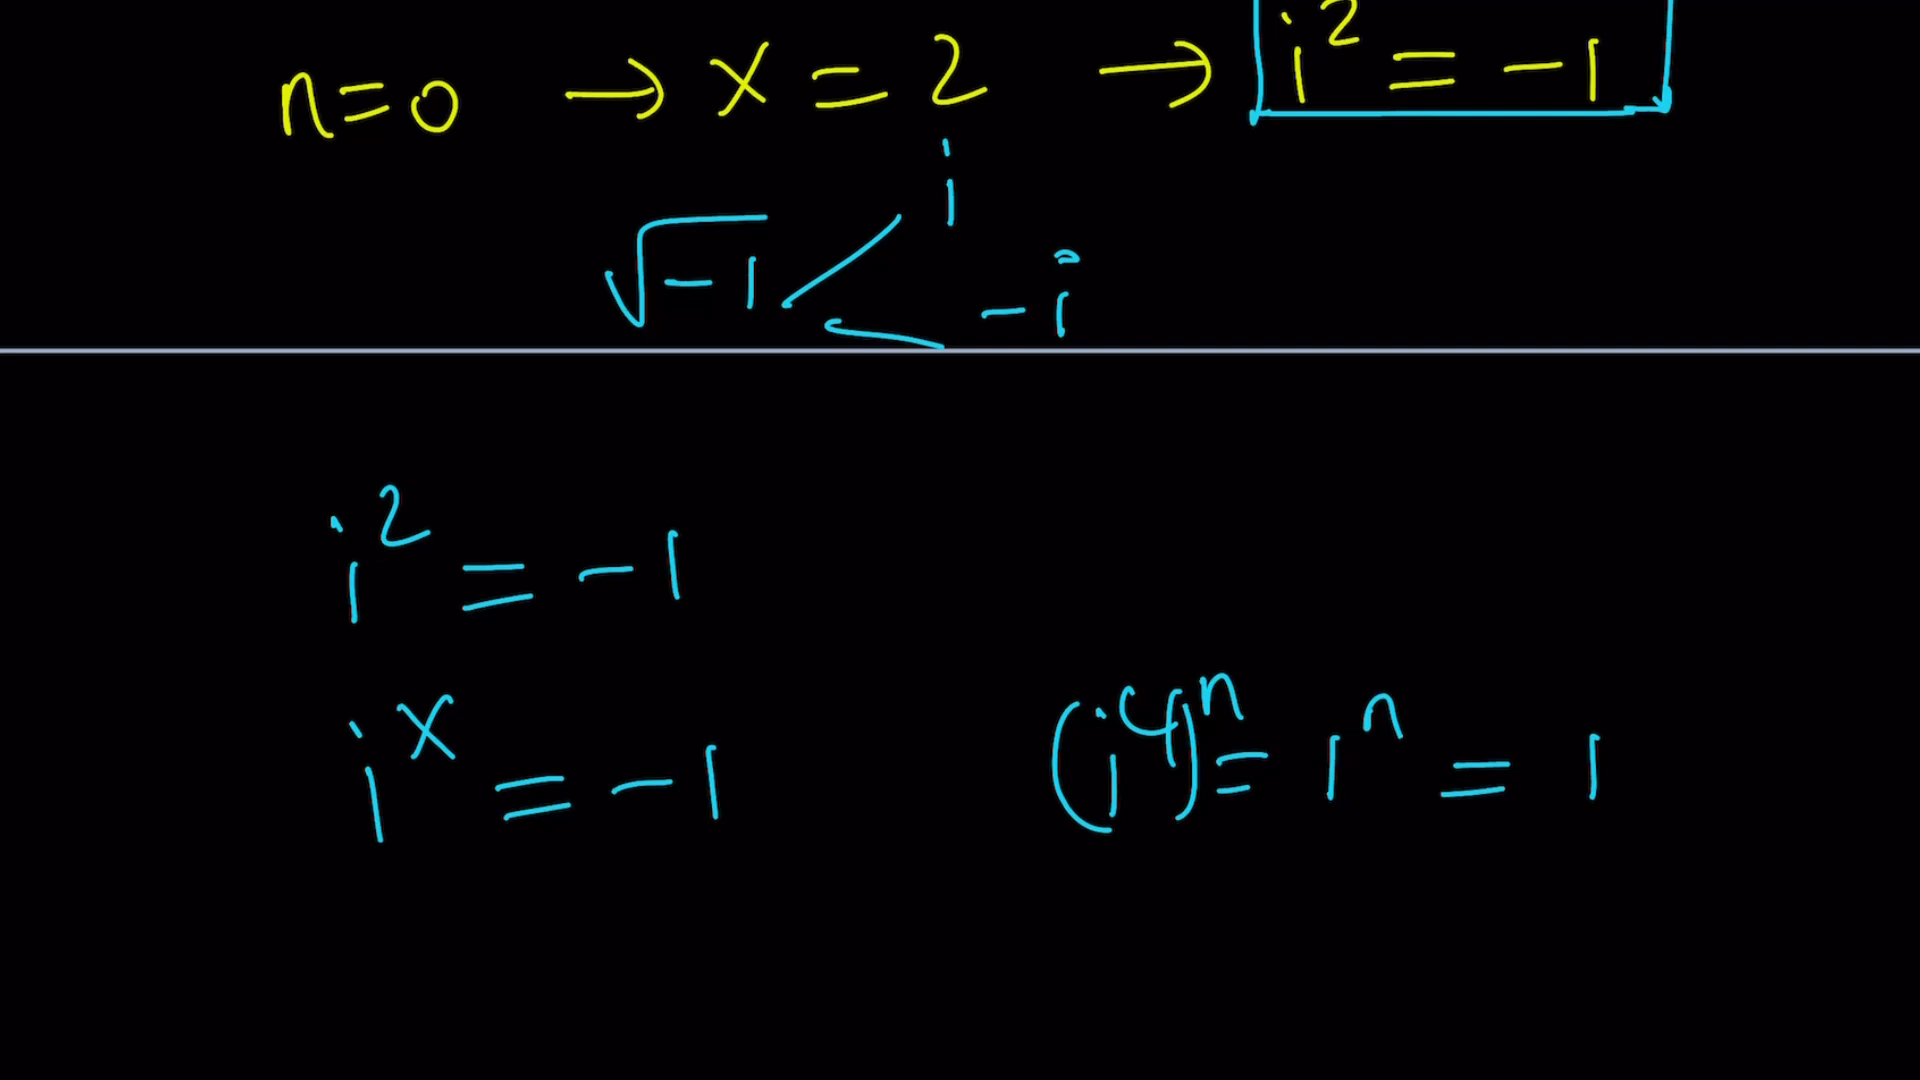 n=0 → x = 2 → i² = -1
√-1 i
-i
i² = -1
iˣ = -1 (i⁴)ⁿ = 1ⁿ = 1